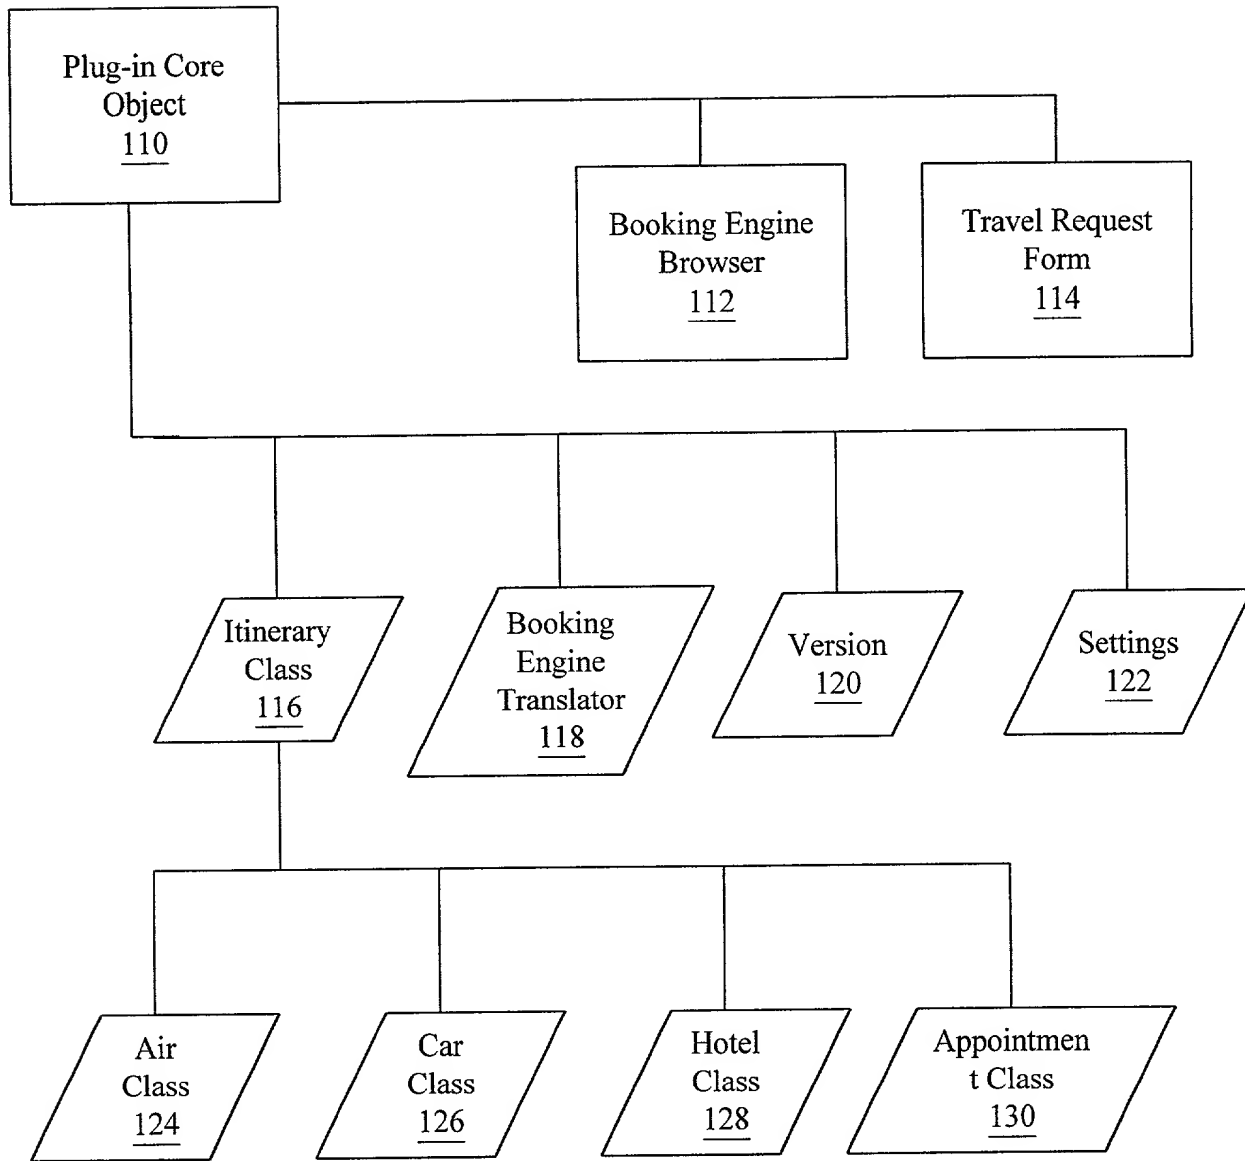 Plug-in Core
Object
110
Booking Engine
Browser
112
Travel Request
Form
114
Itinerary
Class
116
Booking
Engine
Translator
118
Version
120
Settings
122
Air
Class
124
Car
Class
126
Hotel
Class
128
Appointmen
t Class
130